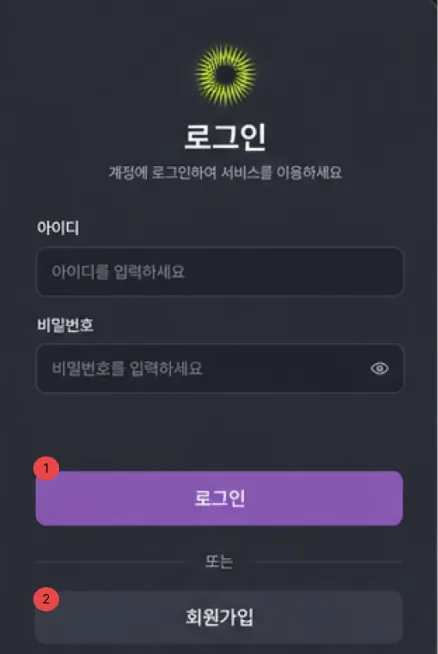 로그인
계정에 로그인하여 서비스를 이용하세요
아이디
아이디를 입력하세요
비밀번호
비밀번호를 입력하세요
1
로그인
또는
2
회원가입